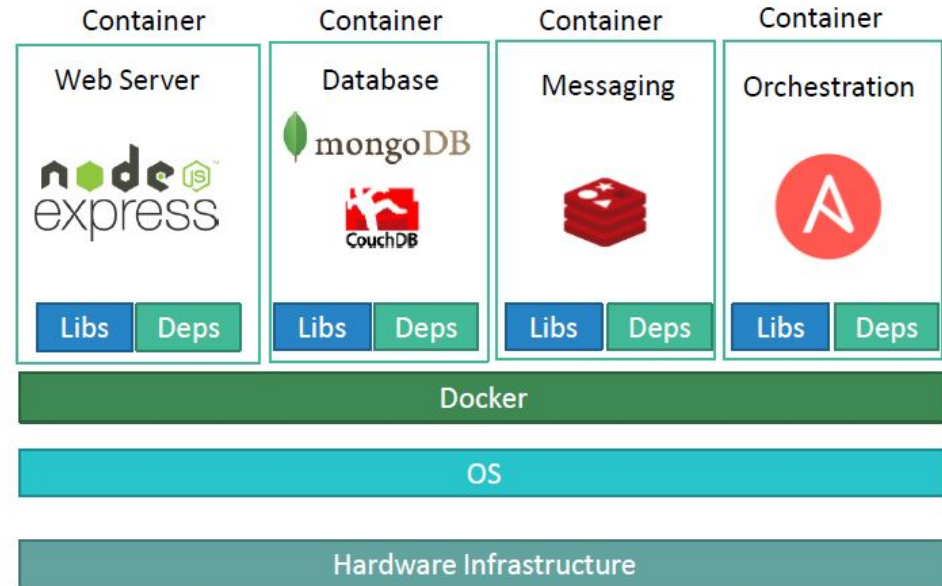 Container
Web Server
node JS
express
Libs Deps
Container
Database
mongoDB
CouchDB
Libs Deps
Container
Messaging
Libs Deps
Container
Orchestration
A
Libs Deps
Docker
OS
Hardware Infrastructure